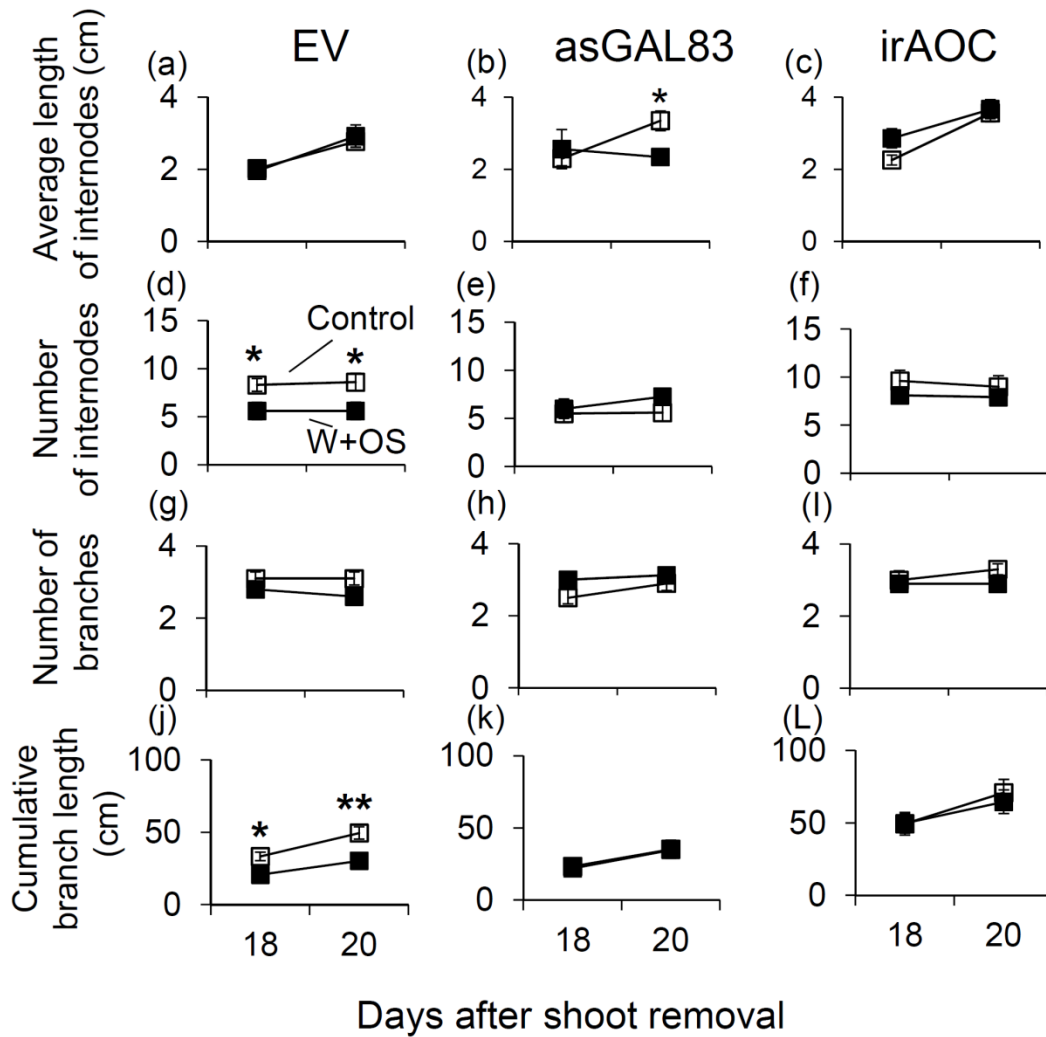 EV asGAL83 irAOC
Average length
of internodes (cm)
(a) (b) (c)
4 4 4
* 
2 2 2
0 0 0
Number
of internodes
(d) (e) (f)
15 15 15
Control
* *
10 10 10
5 5 5
W+OS
0 0 0
Number of
branches
(g) (h) (I)
4 4 4
2 2 2
0 0 0
Cumulative
branch length
(cm)
(j) (k) (L)
100 100 100
* **
50 50 50
0 0 0
18 20 18 20 18 20
Days after shoot removal